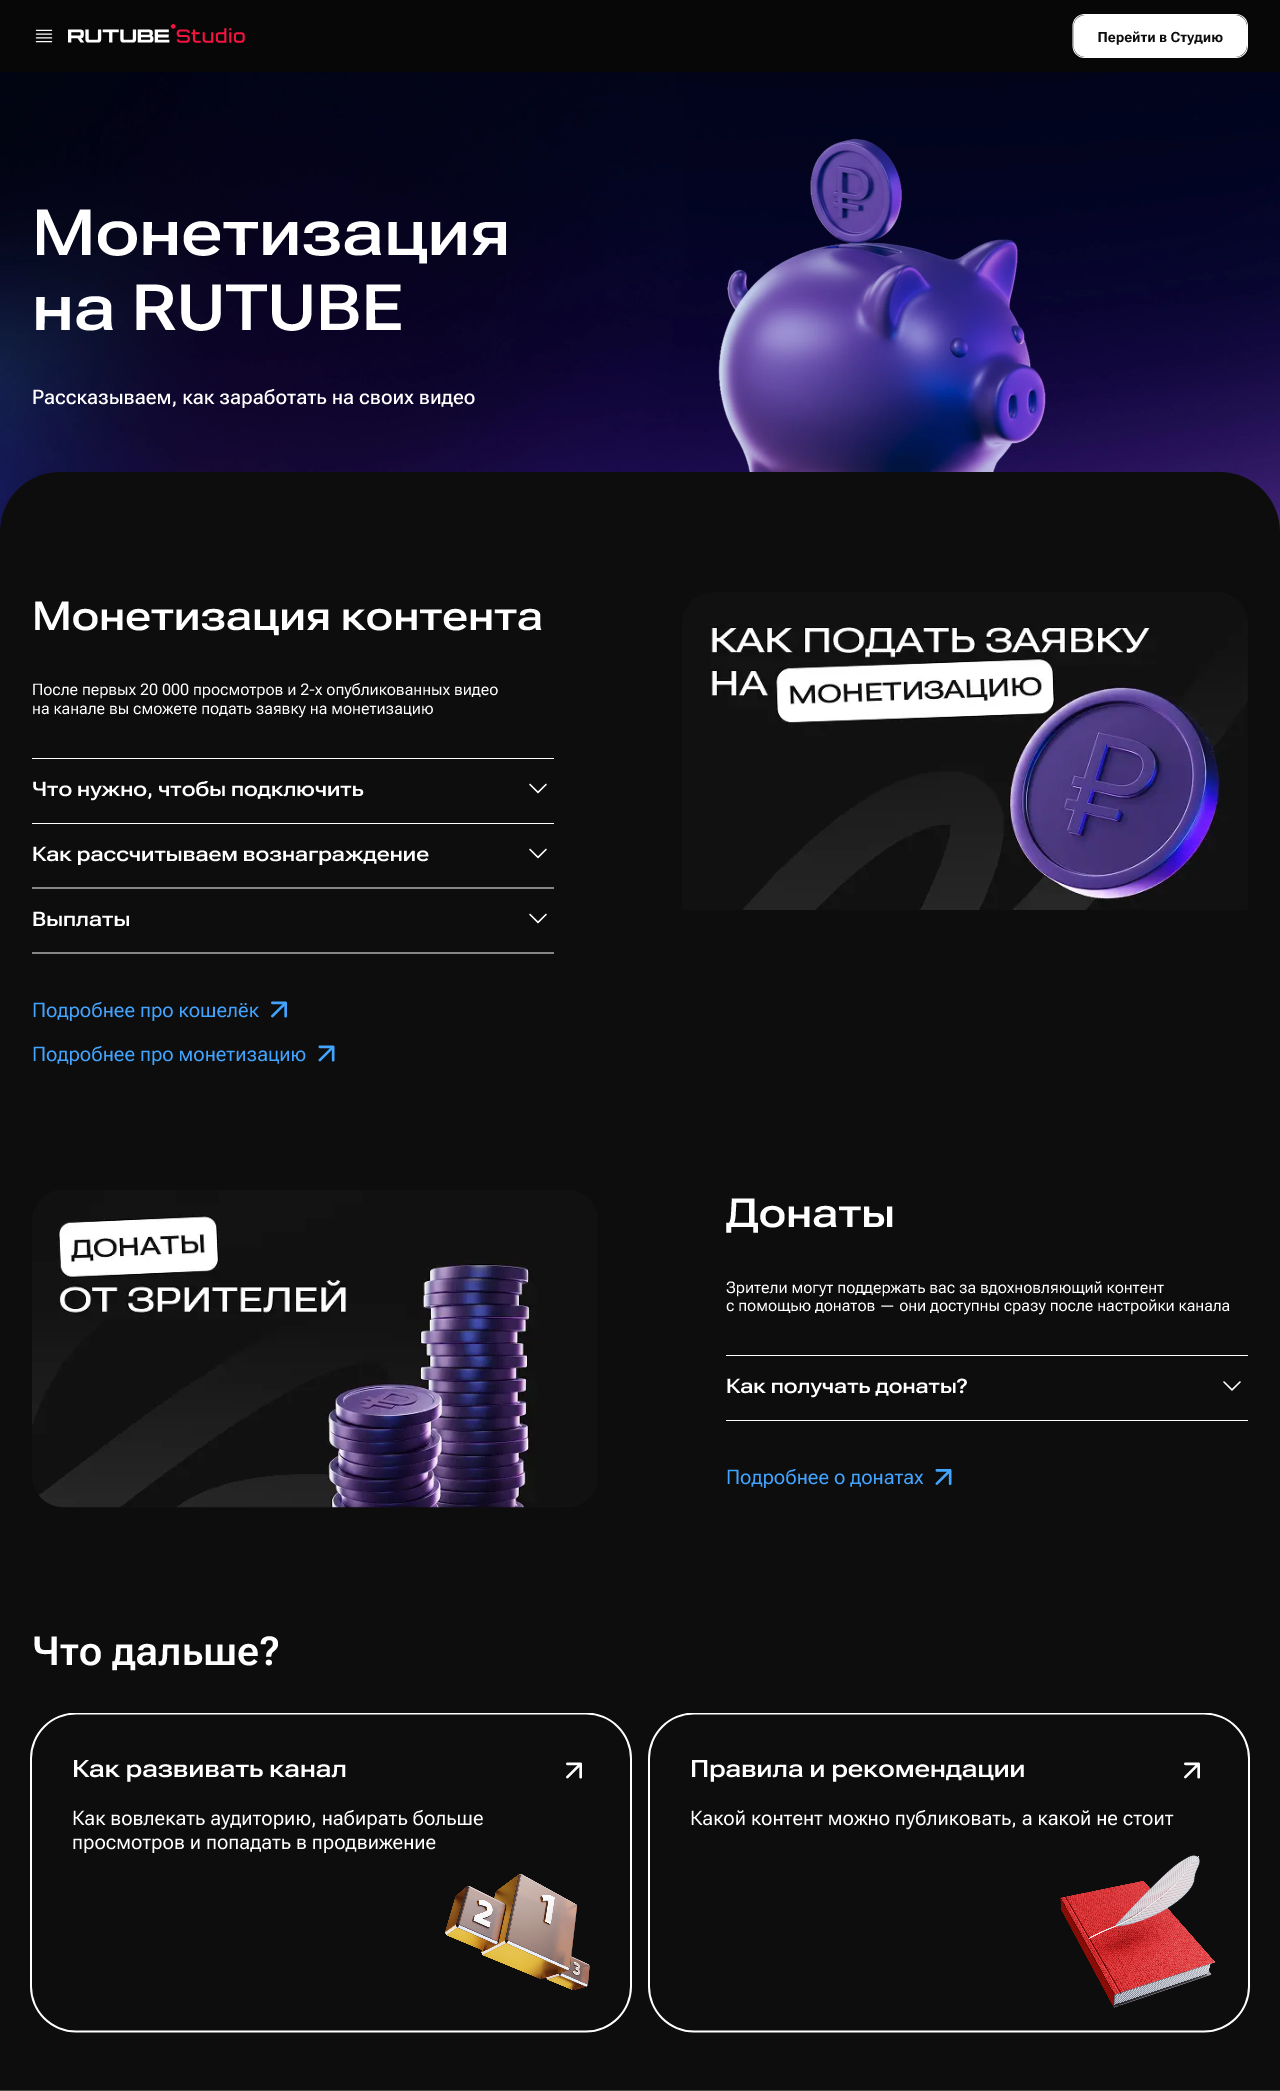 RUTUBE Studio
Перейти в Студию
Монетизация
на RUTUBE
Рассказываем, как заработать на своих видео
Монетизация контента
После первых 20 000 просмотров и 2-х опубликованных видео
на канале вы сможете подать заявку на монетизацию
Что нужно, чтобы подключить
Как рассчитываем вознаграждение
Выплаты
Подробнее про кошелёк
Подробнее про монетизацию
КАК ПОДАТЬ ЗАЯВКУ
НА МОНЕТИЗАЦИЮ
ДОНАТЫ
ОТ ЗРИТЕЛЕЙ
Донаты
Зрители могут поддержать вас за вдохновляющий контент
с помощью донатов — они доступны сразу после настройки канала
Как получать донаты?
Подробнее о донатах
Что дальше?
Как развивать канал
Как вовлекать аудиторию, набирать больше
просмотров и попадать в продвижение
2 1 3
Правила и рекомендации
Какой контент можно публиковать, а какой не стоит